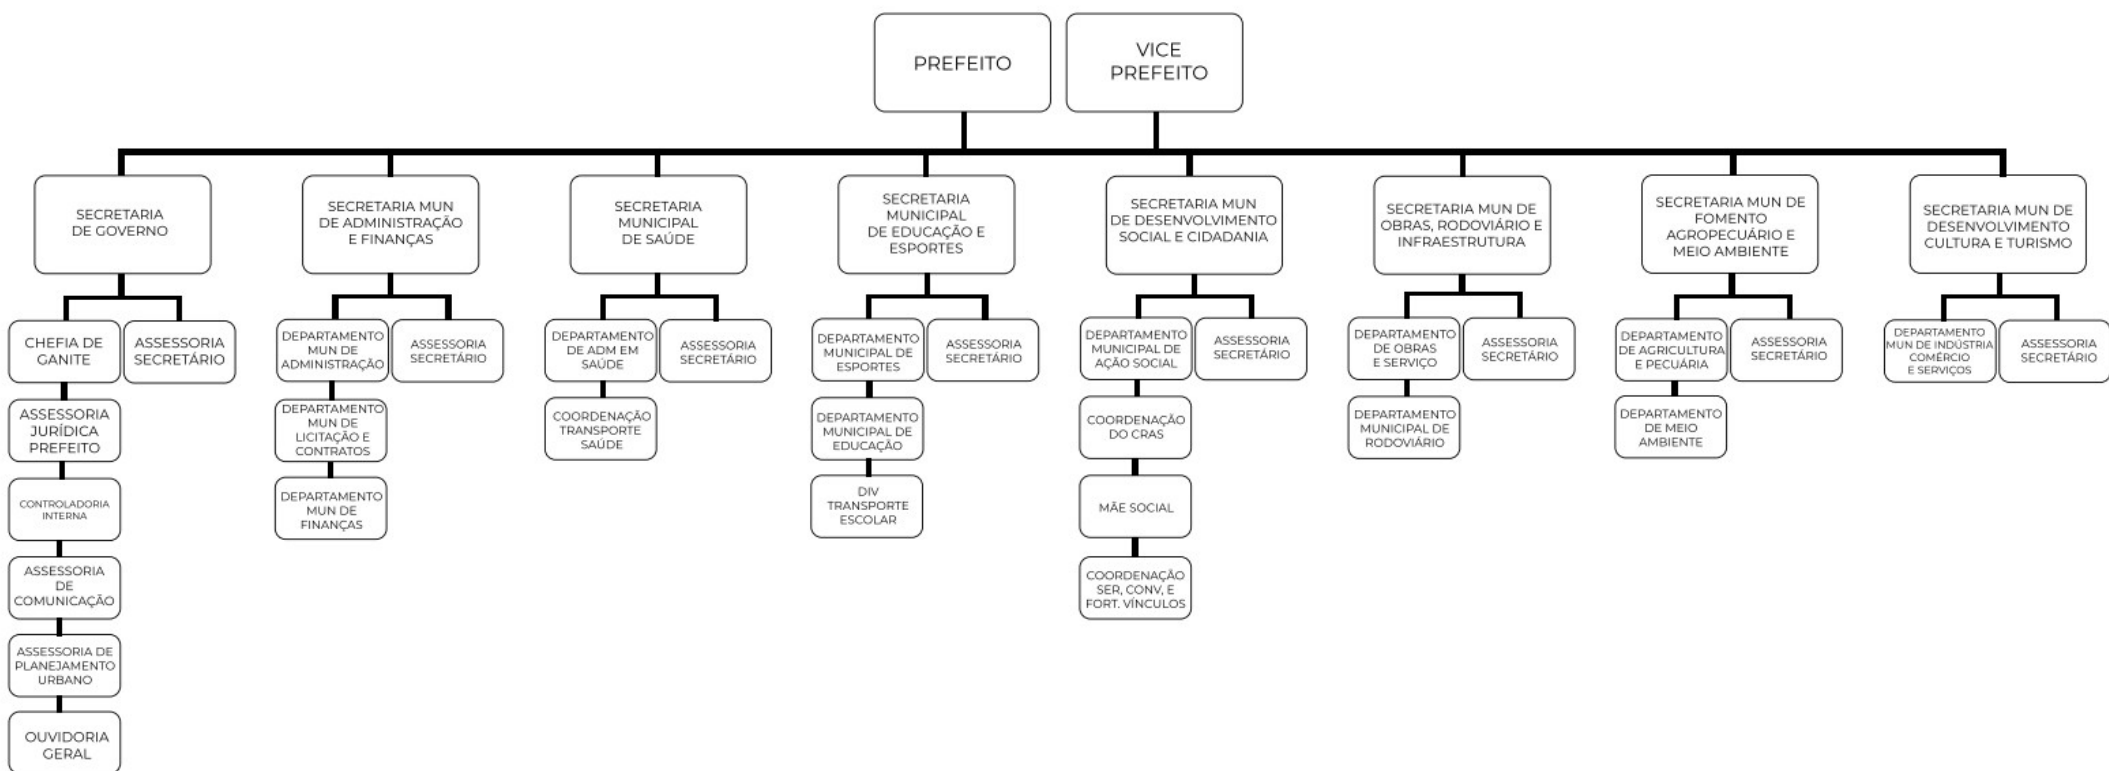 PREFEITO
VICE
PREFEITO
SECRETARIA
DE GOVERNO
SECRETARIA MUN
DE ADMINISTRAÇÃO
E FINANÇAS
SECRETARIA
MUNICIPAL
DE SAÚDE
SECRETARIA
MUNICIPAL
DE EDUCAÇÃO E
ESPORTES
SECRETARIA MUN
DE DESENVOLVIMENTO
SOCIAL E CIDADANIA
SECRETARIA MUN DE
OBRAS, RODOVIÁRIO E
INFRAESTRUTURA
SECRETARIA MUN DE
FOMENTO
AGROPECUÁRIO E
MEIO AMBIENTE
SECRETARIA MUN DE
DESENVOLVIMENTO
CULTURA E TURISMO
CHEFIA DE
GANITE
ASSESSORIA
SECRETÁRIO
ASSESSORIA
JURÍDICA
PREFEITO
CONTROLADORIA
INTERNA
ASSESSORIA
DE
COMUNICAÇÃO
ASSESSORIA DE
PLANEJAMENTO
URBANO
OUVIDORIA
GERAL
DEPARTAMENTO
MUN DE
ADMINISTRAÇÃO
ASSESSORIA
SECRETÁRIO
DEPARTAMENTO
MUN DE
LICITAÇÃO E
CONTRATOS
DEPARTAMENTO
MUN DE
FINANÇAS
DEPARTAMENTO
DE ADM EM
SAÚDE
ASSESSORIA
SECRETÁRIO
COORDENAÇÃO
TRANSPORTE
SAÚDE
DEPARTAMENTO
MUNICIPAL DE
ESPORTES
ASSESSORIA
SECRETÁRIO
DEPARTAMENTO
MUNICIPAL DE
EDUCAÇÃO
DIV
TRANSPORTE
ESCOLAR
DEPARTAMENTO
MUNICIPAL DE
AÇÃO SOCIAL
ASSESSORIA
SECRETÁRIO
COORDENAÇÃO
DO CRAS
MÃE SOCIAL
COORDENAÇÃO
SER, CONV, E
FORT. VÍNCULOS
DEPARTAMENTO
DE OBRAS
E SERVIÇO
ASSESSORIA
SECRETÁRIO
DEPARTAMENTO
MUNICIPAL DE
RODOVIÁRIO
DEPARTAMENTO
DE AGRICULTURA
E PECUÁRIA
ASSESSORIA
SECRETÁRIO
DEPARTAMENTO
DE MEIO
AMBIENTE
DEPARTAMENTO
MUN DE INDÚSTRIA
COMÉRCIO
E SERVIÇOS
ASSESSORIA
SECRETÁRIO